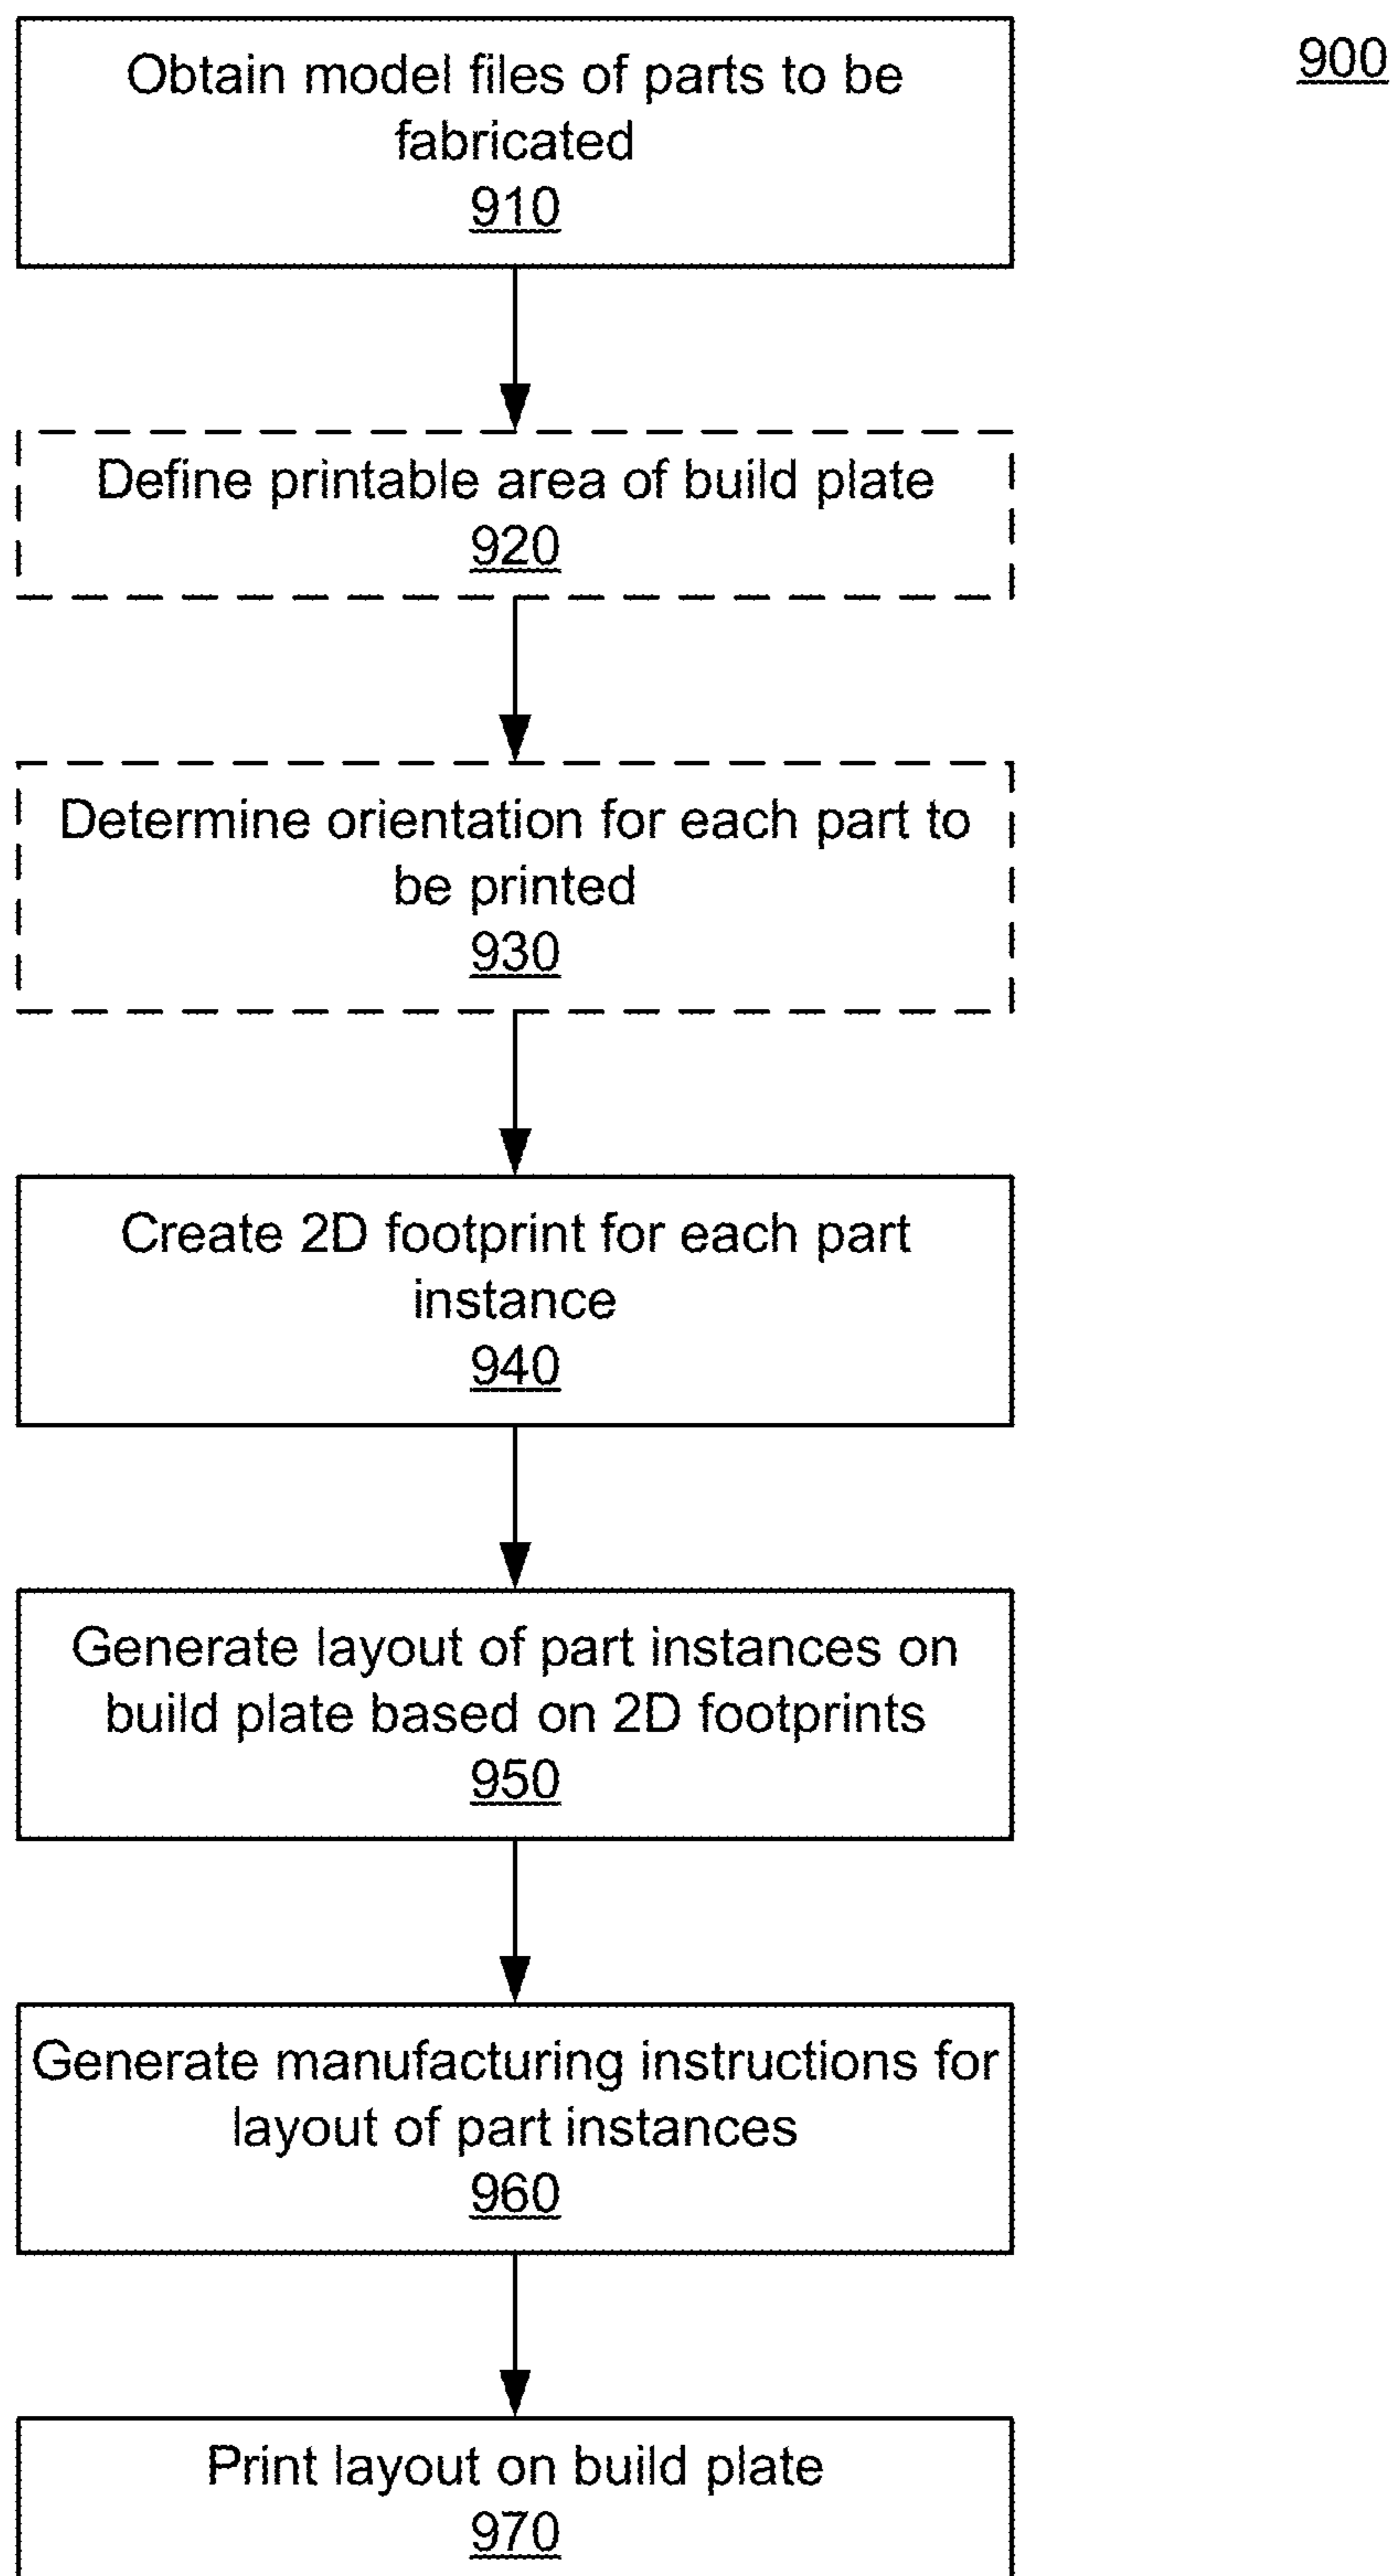 900
Obtain model files of parts to be
fabricated
910
Define printable area of build plate
920
Determine orientation for each part to
be printed
930
Create 2D footprint for each part
instance
940
Generate layout of part instances on
build plate based on 2D footprints
950
Generate manufacturing instructions for
layout of part instances
960
Print layout on build plate
970